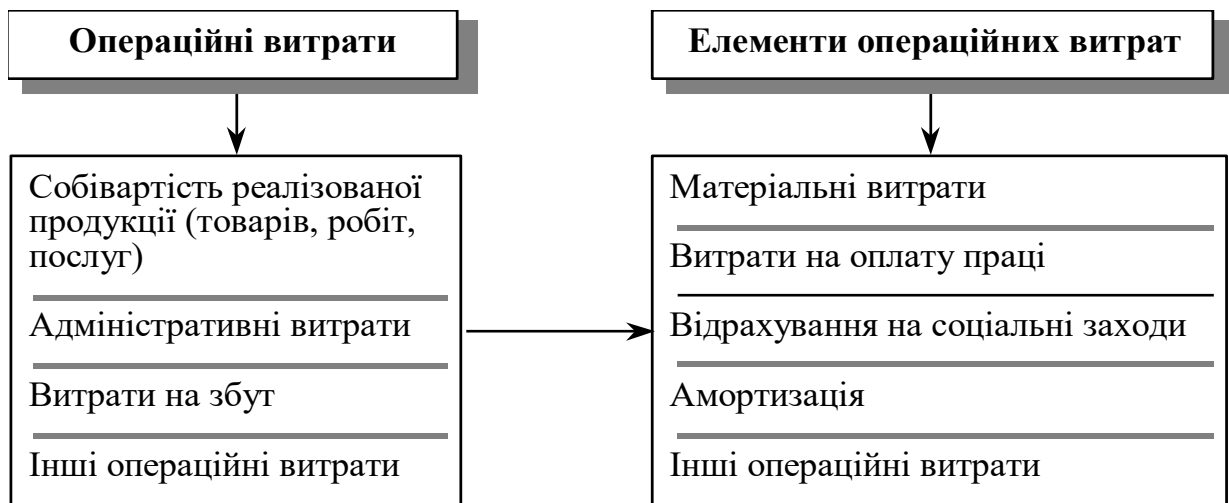 Операційні витрати
Собівартість реалізованої
продукції (товарів, робіт,
послуг)
Адміністративні витрати
Витрати на збут
Інші операційні витрати
Елементи операційних витрат
Матеріальні витрати
Витрати на оплату праці
Відрахування на соціальні заходи
Амортизація
Інші операційні витрати